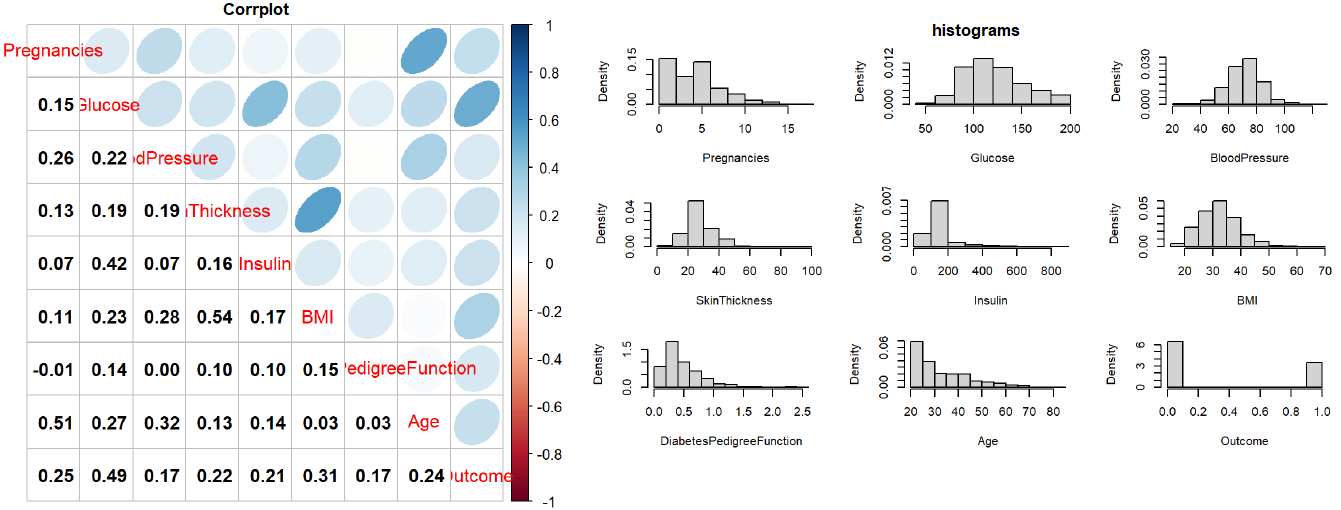 Corrplot
Pregnancies
0.15 Glucose
0.26 0.22 dPressure
0.13 0.19 0.19 Thickness
0.07 0.42 0.07 0.16 Insulin
0.11 0.23 0.28 0.54 0.17 BMI
-0.01 0.14 0.00 0.10 0.10 0.15 PedigreeFunction
0.51 0.27 0.32 0.13 0.14 0.03 0.03 Age
0.25 0.49 0.17 0.22 0.21 0.31 0.17 0.24 Outcome
1
0.8
0.6
0.4
0.2
0
-0.2
-0.4
-0.6
-0.8
-1
histograms
Density
0.00 0.15
0 5 10 15
Pregnancies
Density
0.000 0.012
50 100 150 200
Glucose
Density
0.000 0.030
20 40 60 80 100
BloodPressure
Density
0.00 0.04
0 20 40 60 80 100
SkinThickness
Density
0.000 0.007
0 200 400 600 800
Insulin
Density
0.00 0.05
20 30 40 50 60 70
BMI
Density
0.0 1.5
0.0 0.5 1.0 1.5 2.0 2.5
DiabetesPedigreeFunction
Density
0.00 0.06
20 30 40 50 60 70 80
Age
Density
0 3 6
0.0 0.2 0.4 0.6 0.8 1.0
Outcome